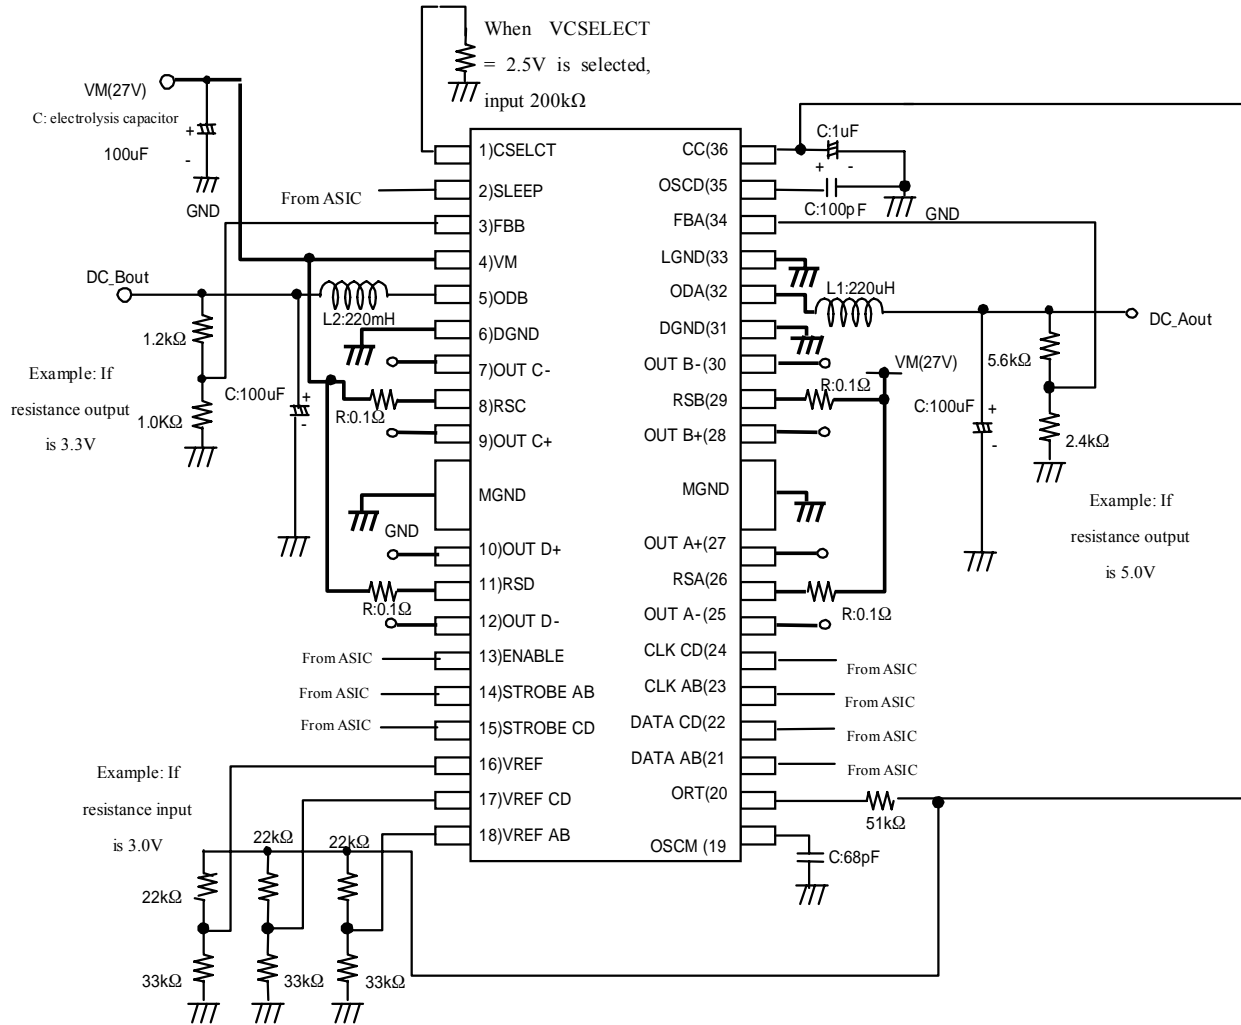 When VCSELECT
= 2.5V is selected,
input 200kΩ
VM(27V)
C: electrolysis capacitor
100uF
+
-
GND
From ASIC
DC_Bout
L2:220mH
1.2kΩ
Example: If
resistance output
is 3.3V
1.0KΩ
C:100uF
+
-
R:0.1Ω
GND
R:0.1Ω
From ASIC
From ASIC
From ASIC
Example: If
resistance input
is 3.0V
22kΩ
22kΩ
22kΩ
33kΩ
33kΩ
33kΩ
1)CSELCT
2)SLEEP
3)FBB
4)VM
5)ODB
6)DGND
7)OUT C-
8)RSC
9)OUT C+
MGND
10)OUT D+
11)RSD
12)OUT D-
13)ENABLE
14)STROBE AB
15)STROBE CD
16)VREF
17)VREF CD
18)VREF AB
CC(36
OSCD(35
FBA(34
LGND(33
ODA(32
DGND(31
OUT B-(30
RSB(29
OUT B+(28
MGND
OUT A+(27
RSA(26
OUT A-(25
CLK CD(24
CLK AB(23
DATA CD(22
DATA AB(21
ORT(20
OSCM (19
C:1uF
+ -
C:100pF
GND
L1:220uH
DC_Aout
5.6kΩ
VM(27V)
R:0.1Ω
C:100uF
+
-
2.4kΩ
Example: If
resistance output
is 5.0V
R:0.1Ω
From ASIC
From ASIC
From ASIC
From ASIC
51kΩ
C:68pF